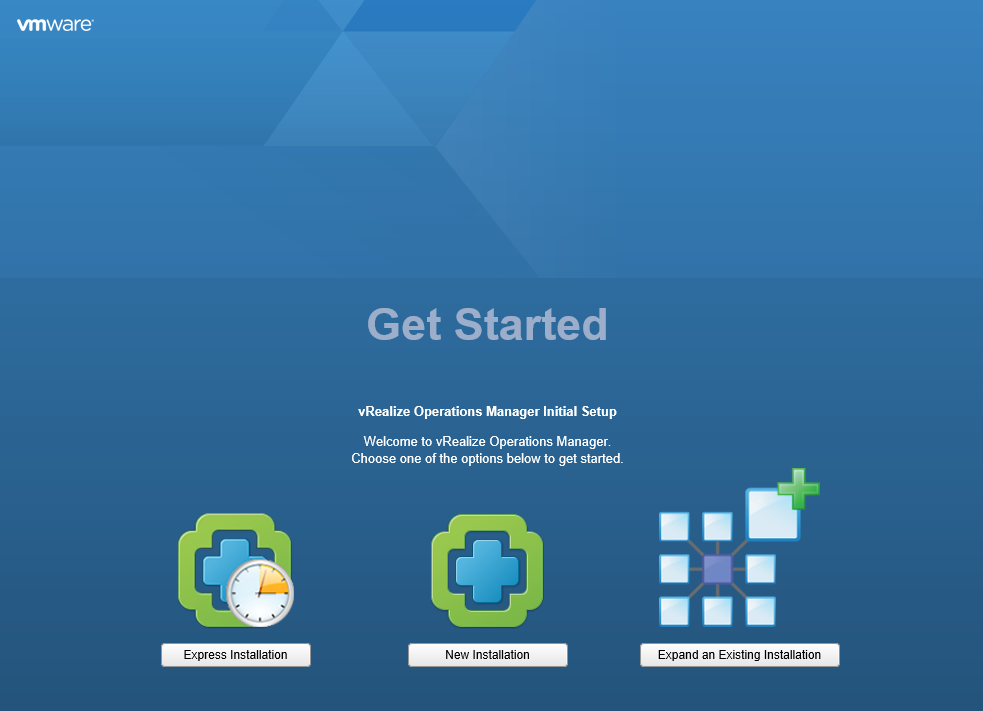 vmware
Get Started
vRealize Operations Manager Initial Setup
Welcome to vRealize Operations Manager.
Choose one of the options below to get started.
Express Installation
New Installation
Expand an Existing Installation